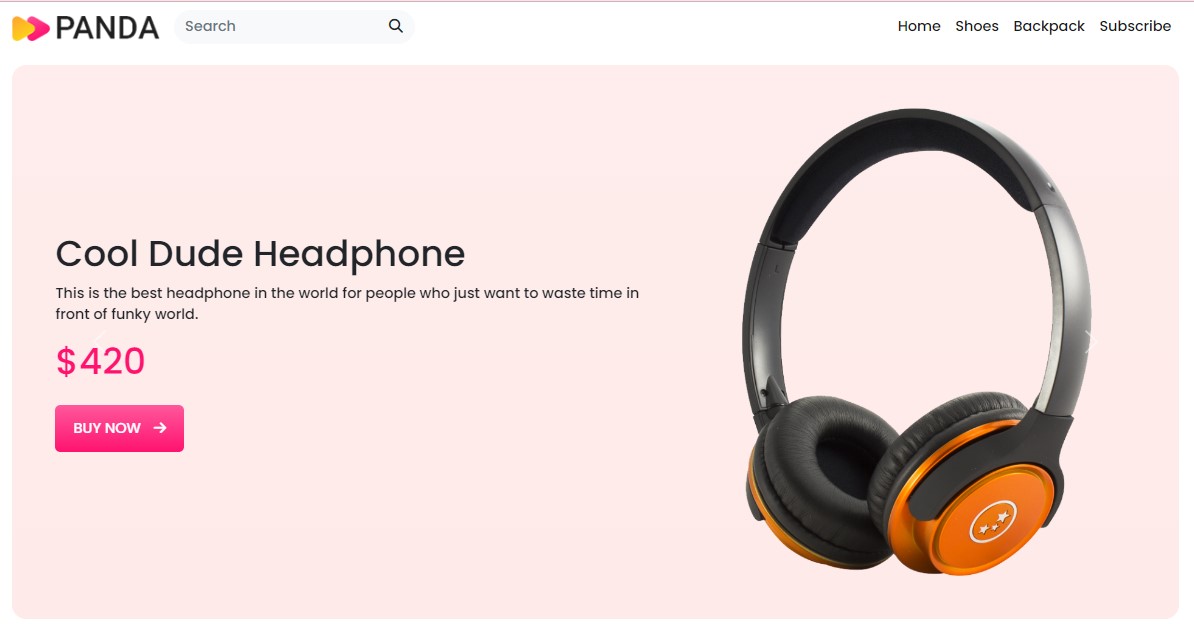 PANDA
Search
Home
Shoes
Backpack
Subscribe
Cool Dude Headphone
This is the best headphone in the world for people who just want to waste time in
front of funky world.
$420
BUY NOW
L